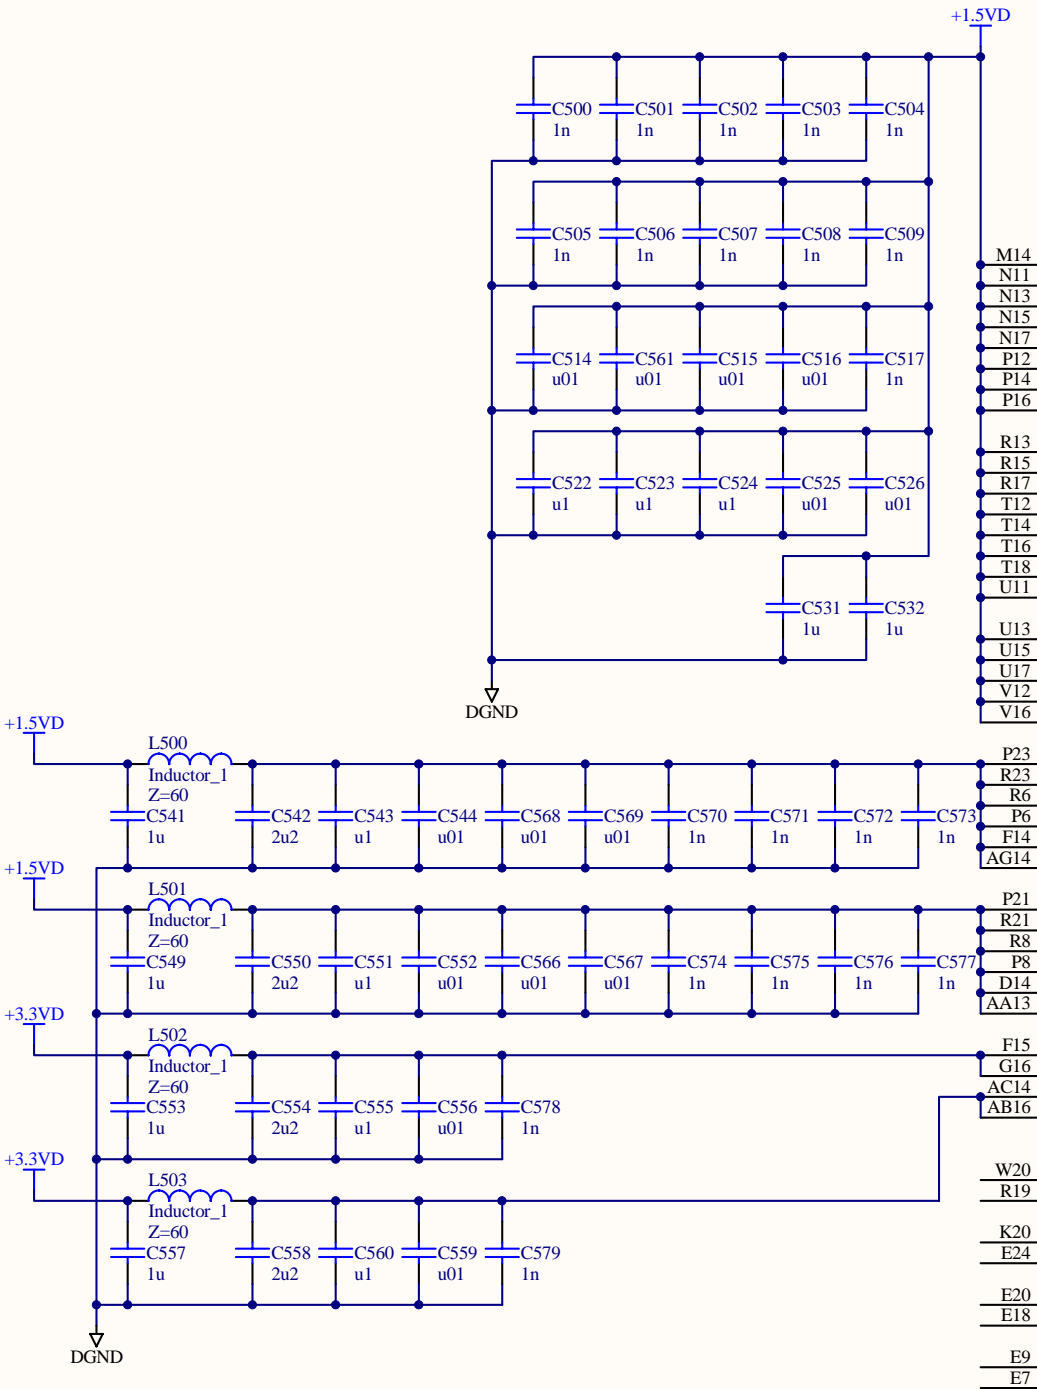 +1.5VD
C500 C501 C502 C503 C504
1n 1n 1n 1n 1n
C505 C506 C507 C508 C509
1n 1n 1n 1n 1n
M14
N11
N13
N15
N17
P12
P14
P16
C514 C561 C515 C516 C517
u01 u01 u01 u01 1n
R13
R15
R17
T12
T14
T16
T18
U11
C522 C523 C524 C525 C526
u1 u1 u1 u01 u01
C531 C532
1u 1u
U13
U15
U17
V12
V16
DGND
+1.5VD
L500
Inductor_1
Z=60
C541 C542 C543 C544 C568 C569 C570 C571 C572 C573
1u 2u2 u1 u01 u01 u01 1n 1n 1n 1n
P23
R23
R6
P6
F14
AG14
+1.5VD
L501
Inductor_1
Z=60
C549 C550 C551 C552 C566 C567 C574 C575 C576 C577
1u 2u2 u1 u01 u01 u01 1n 1n 1n 1n
P21
R21
R8
P8
D14
AA13
+3.3VD
L502
Inductor_1
Z=60
C553 C554 C555 C556 C578
1u 2u2 u1 u01 1n
F15
G16
AC14
AB16
+3.3VD
L503
Inductor_1
Z=60
C557 C558 C560 C559 C579
1u 2u2 u1 u01 1n
W20
R19
K20
E24
E20
E18
DGND
E9
E7